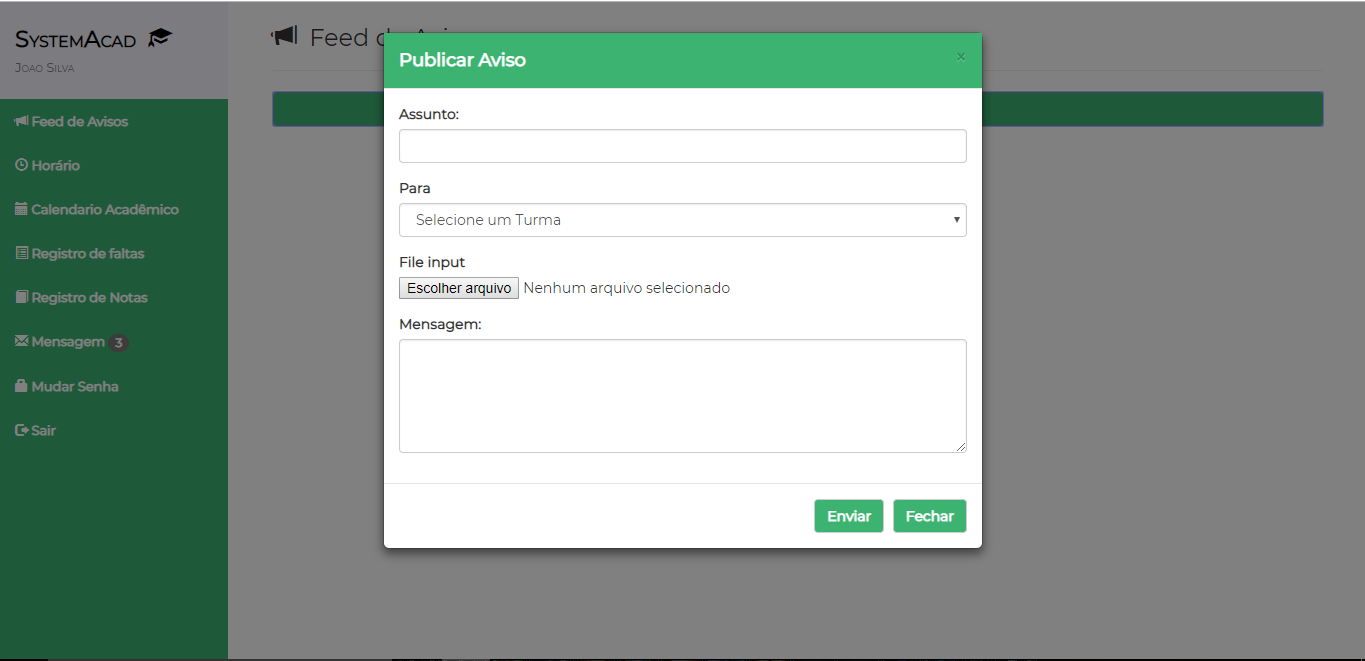 SystemAcad
Joao Silva
Feed de Avisos
Horário
Calendario Acadêmico
Registro de faltas
Registro de Notas
Mensagem 3
Mudar Senha
Sair
Feed
Publicar Aviso ×
Assunto:
Para
Selecione um Turma
File input
Escolher arquivo Nenhum arquivo selecionado
Mensagem:
Enviar Fechar